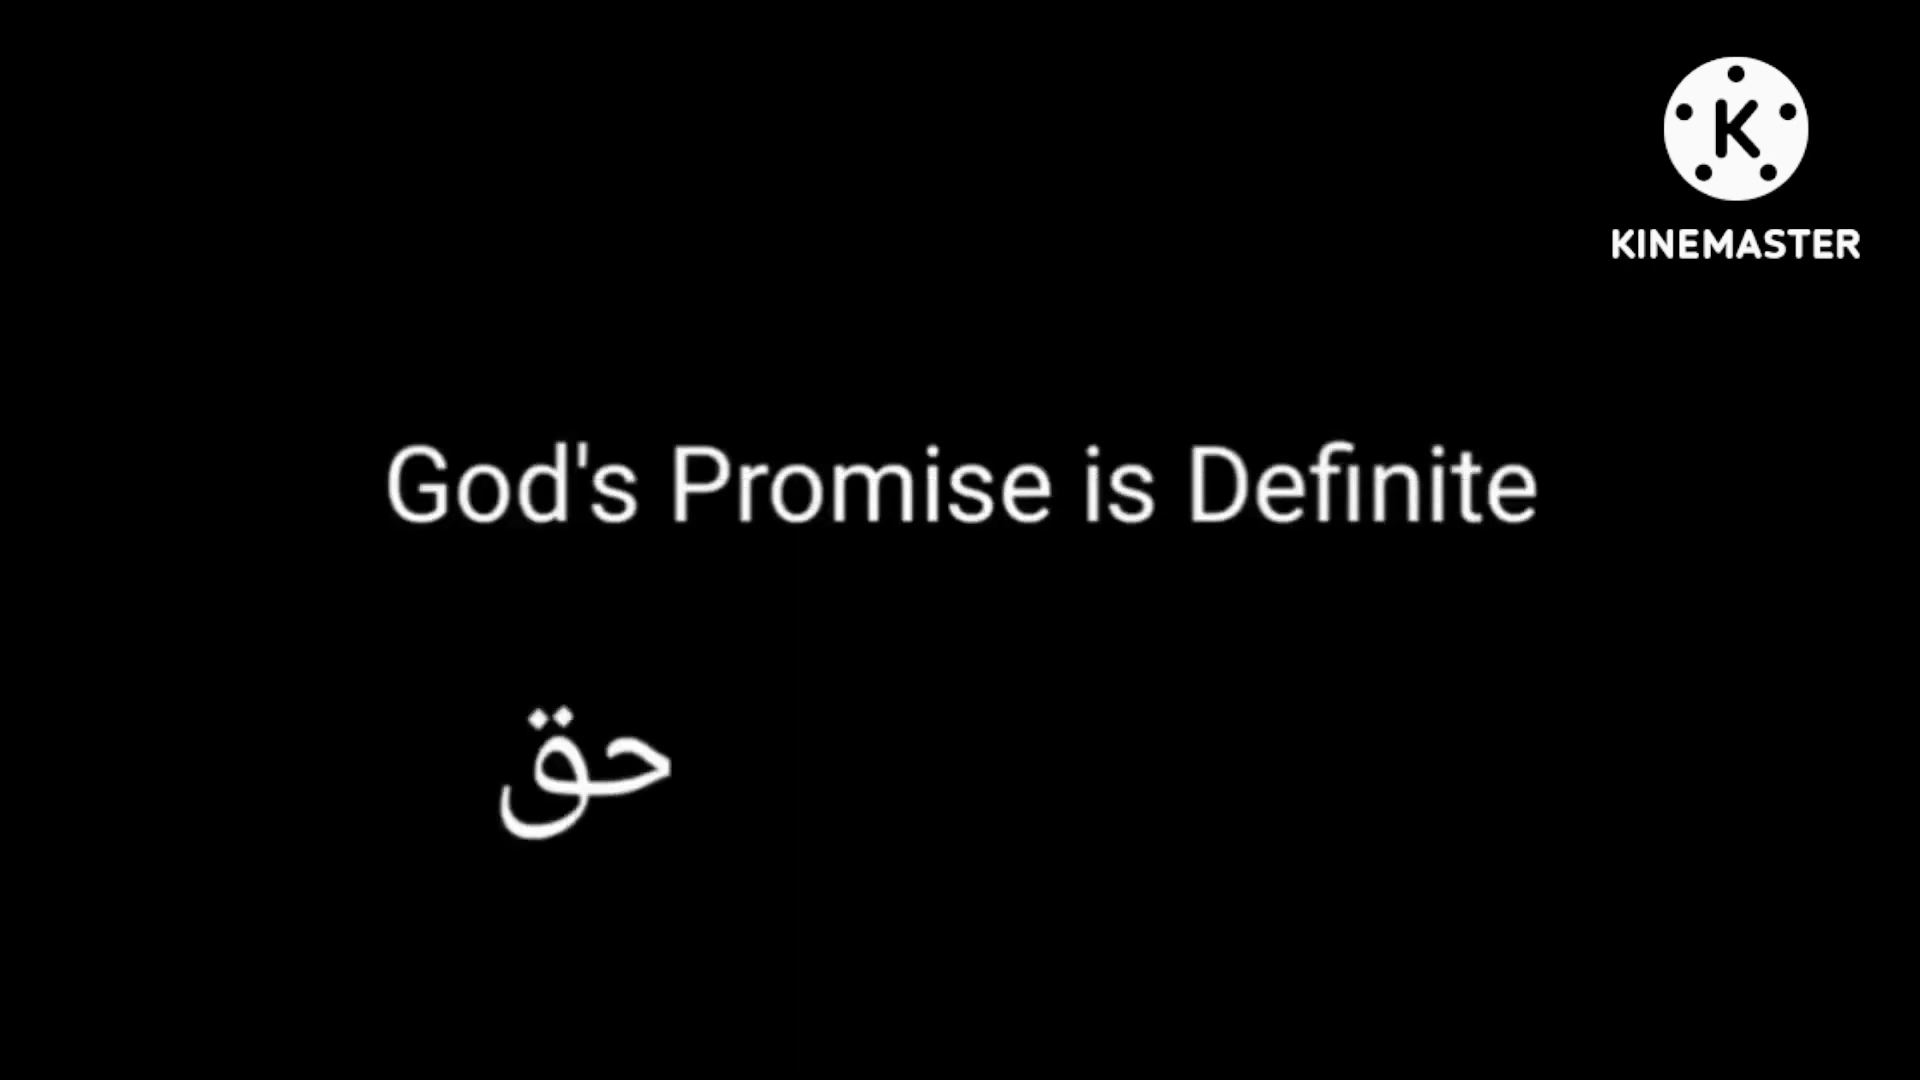 K
KINEMASTER
God's Promise is Definite
حق